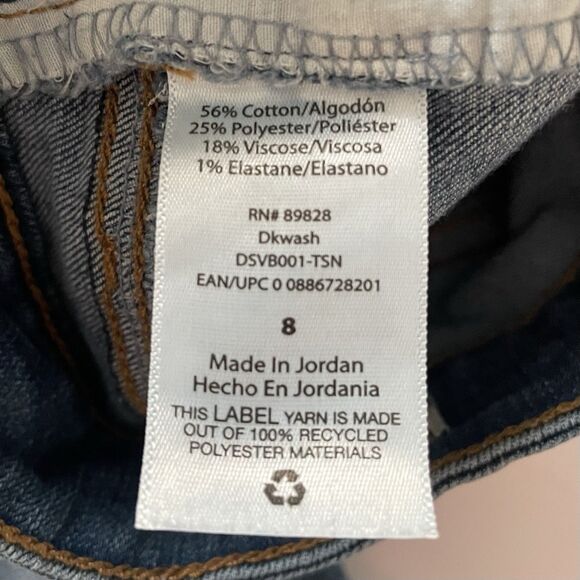 56% Cotton/Algodón
25% Polyester/Poliéster
18% Viscose/Viscosa
1% Elastane/Elastano
RN# 89828
Dkwash
DSVB001-TSN
EAN/UPC 0 0886728201
8
Made In Jordan
Hecho En Jordania
THIS LABEL YARN IS MADE
OUT OF 100% RECYCLED
POLYESTER MATERIALS